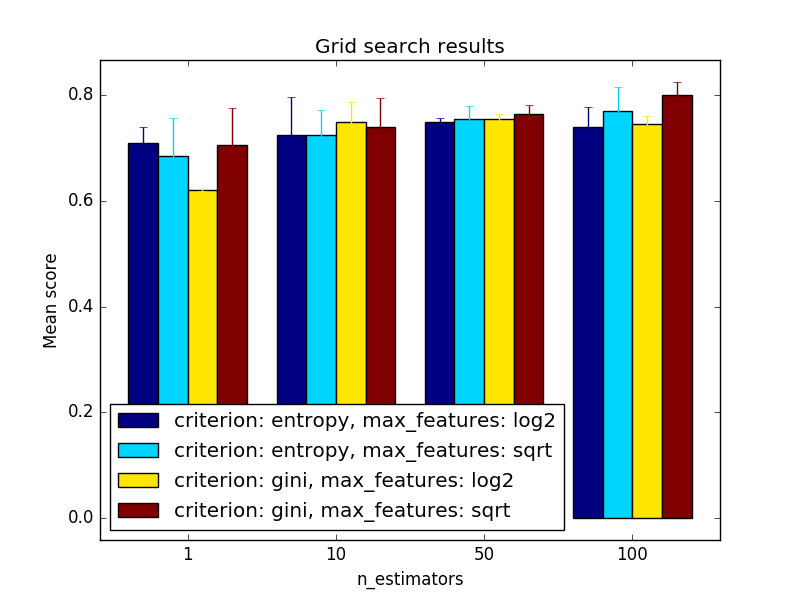 Grid search results
0.8
0.6
0.4
0.2
0.0
Mean score
criterion: entropy, max_features: log2
criterion: entropy, max_features: sqrt
criterion: gini, max_features: log2
criterion: gini, max_features: sqrt
1 10 50 100
n_estimators